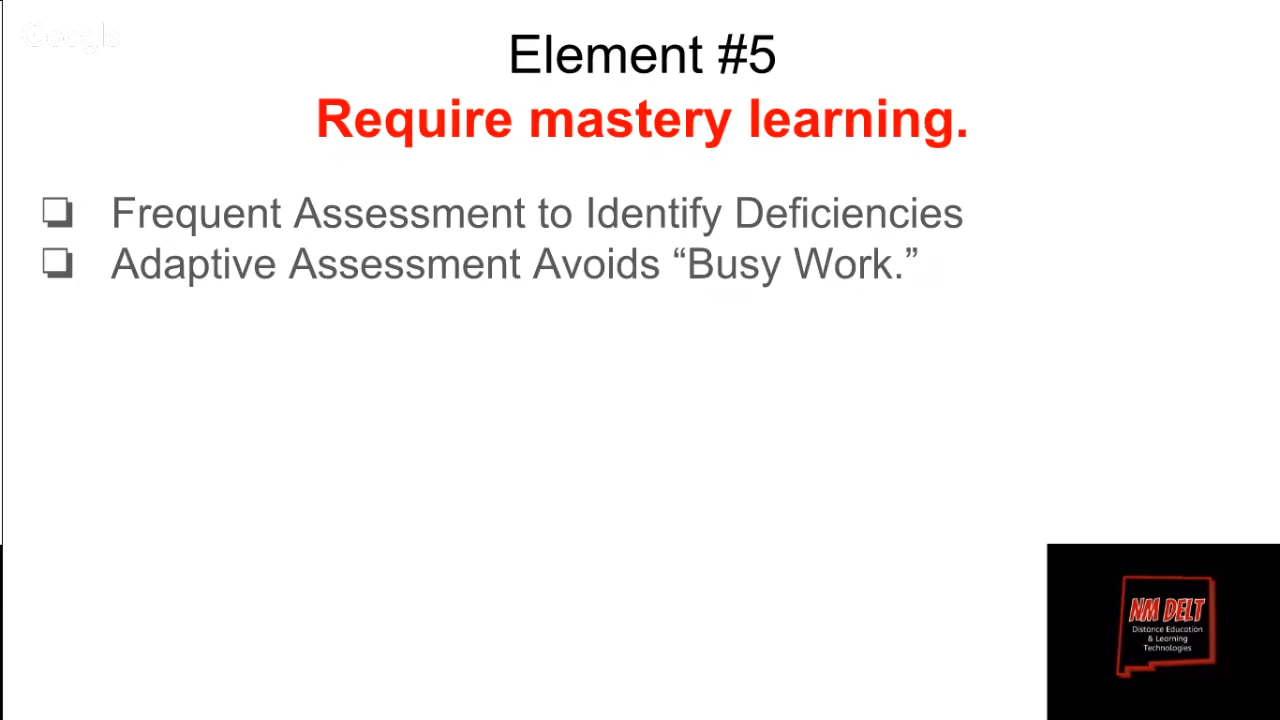 Google
Element #5
Require mastery learning.
❏ Frequent Assessment to Identify Deficiencies
❏ Adaptive Assessment Avoids “Busy Work.”
NM DELT
Distance Education
& Learning
Technologies